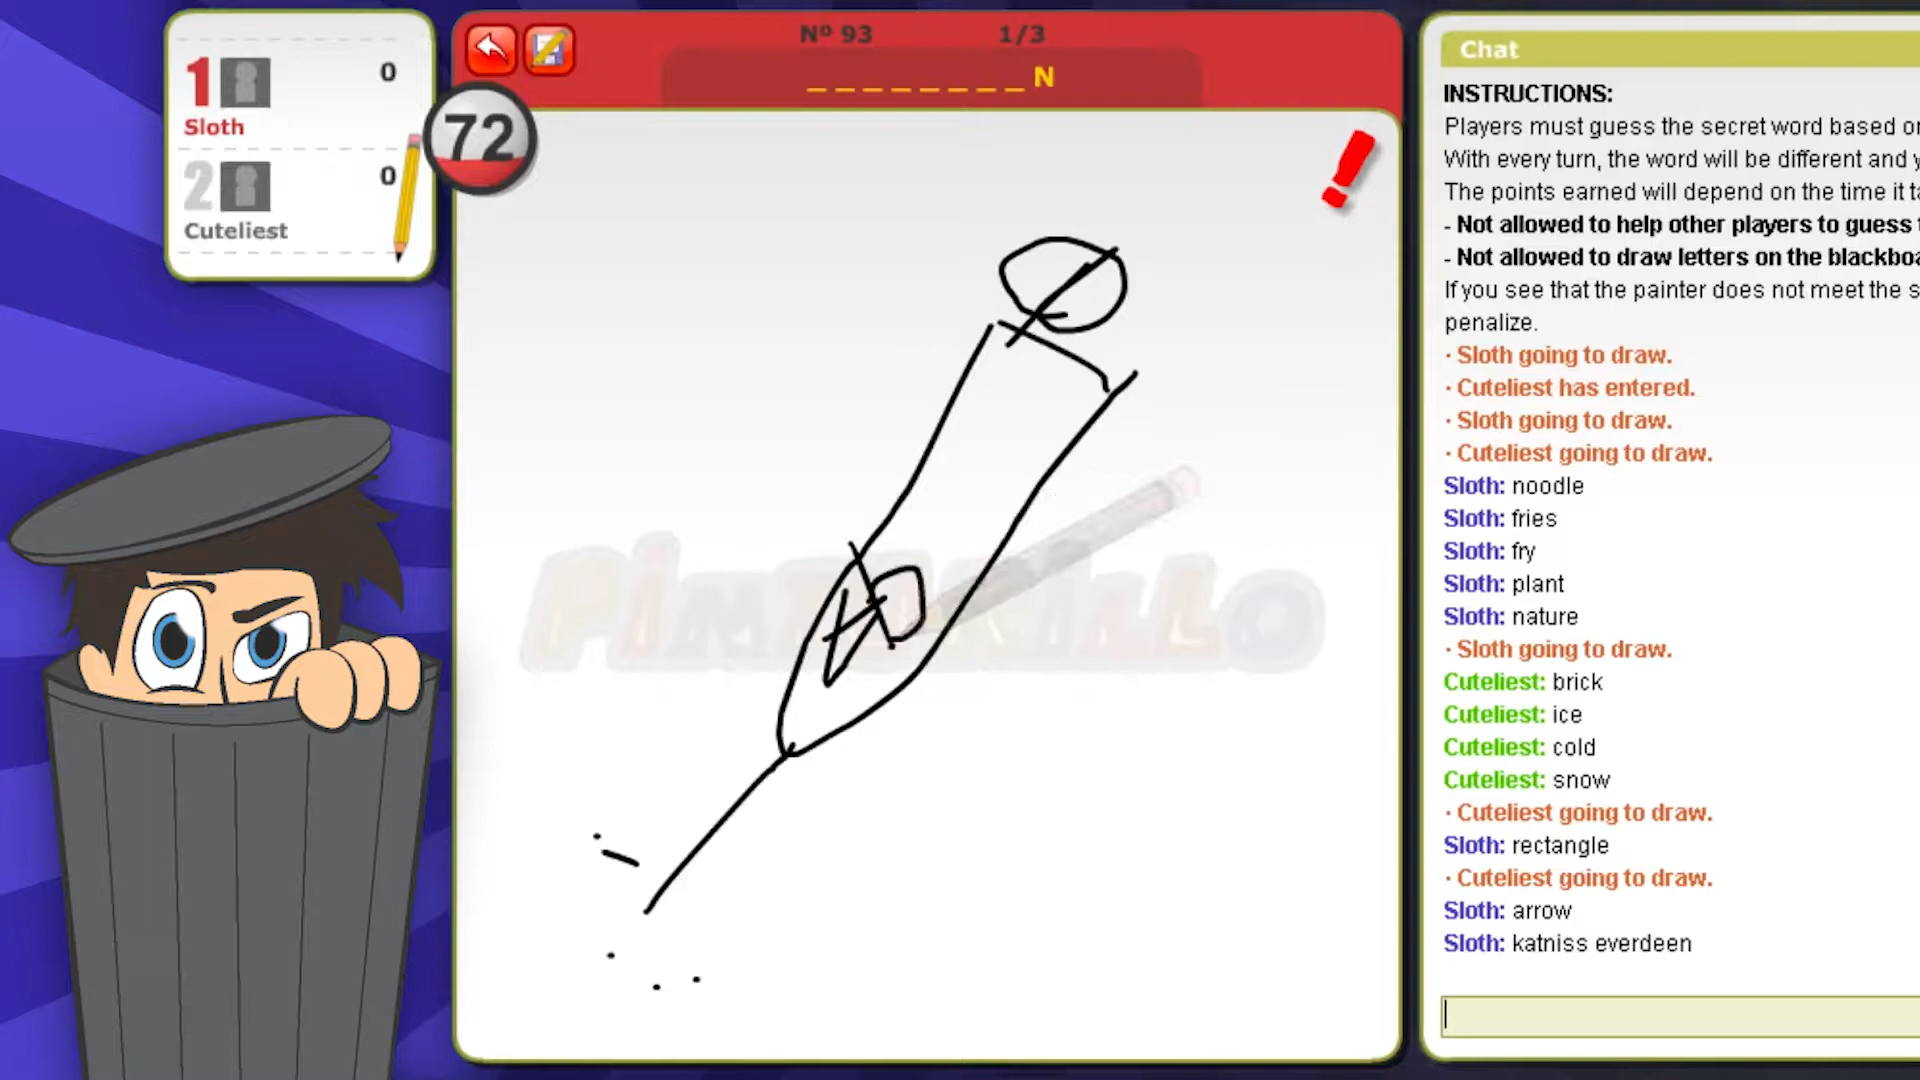 1
0
Sloth
2
0
Cuteliest
72
Nº 93 1/3
_ _ _ _ _ _ _ _ N
PINTURILLO
Chat
INSTRUCTIONS:
Players must guess the secret word based o
With every turn, the word will be different and y
The points earned will depend on the time it ta
- Not allowed to help other players to guess t
- Not allowed to draw letters on the blackboa
If you see that the painter does not meet the s
penalize.
· Sloth going to draw.
· Cuteliest has entered.
· Sloth going to draw.
· Cuteliest going to draw.
Sloth: noodle
Sloth: fries
Sloth: fry
Sloth: plant
Sloth: nature
· Sloth going to draw.
Cuteliest: brick
Cuteliest: ice
Cuteliest: cold
Cuteliest: snow
· Cuteliest going to draw.
Sloth: rectangle
· Cuteliest going to draw.
Sloth: arrow
Sloth: katniss everdeen